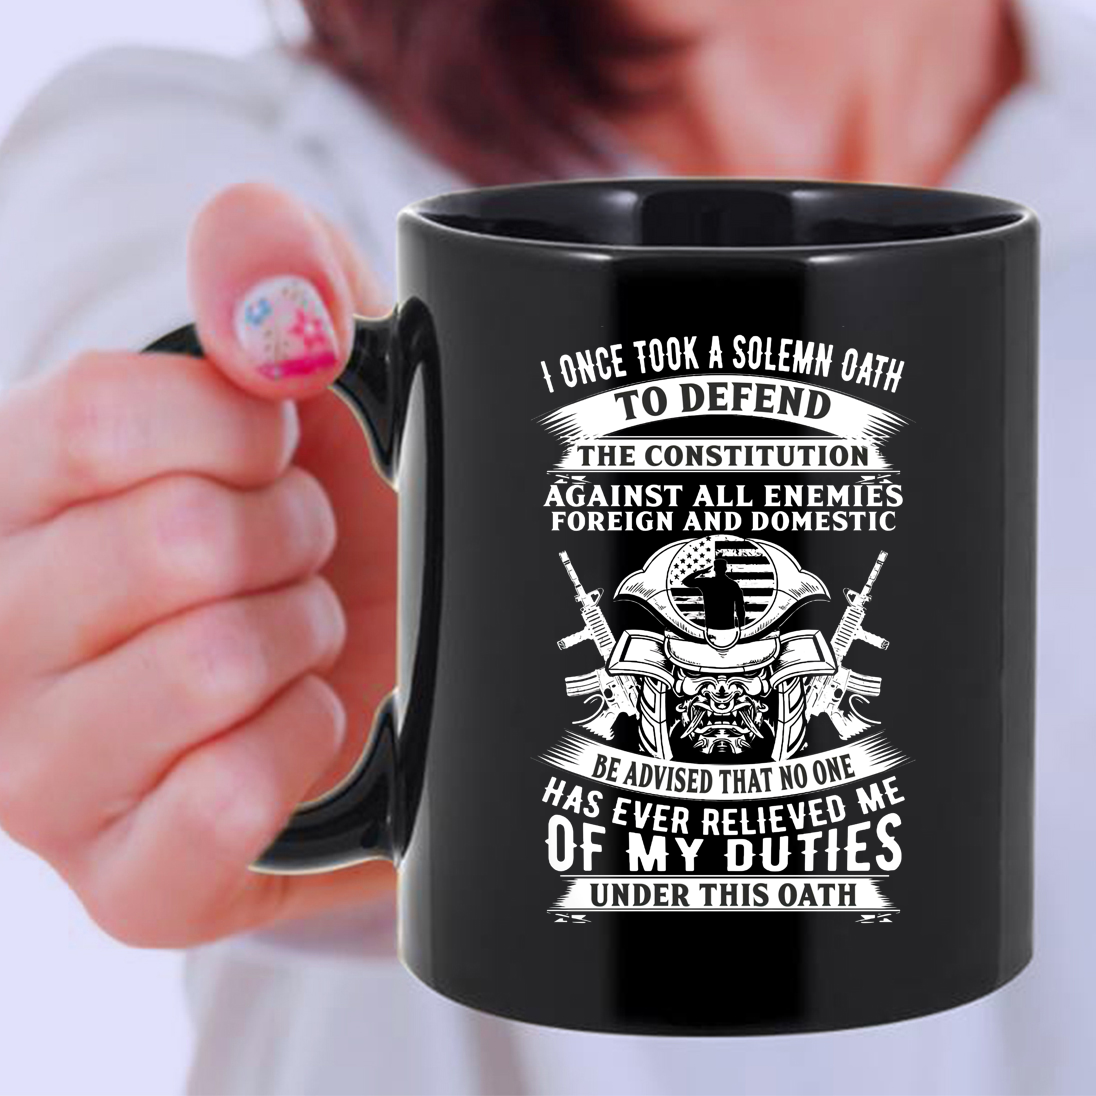 I ONCE TOOK A SOLEMN OATH
TO DEFEND
THE CONSTITUTION
AGAINST ALL ENEMIES
FOREIGN AND DOMESTIC
BE ADVISED THAT NO ONE
HAS EVER RELIEVED ME
OF MY DUTIES
UNDER THIS OATH